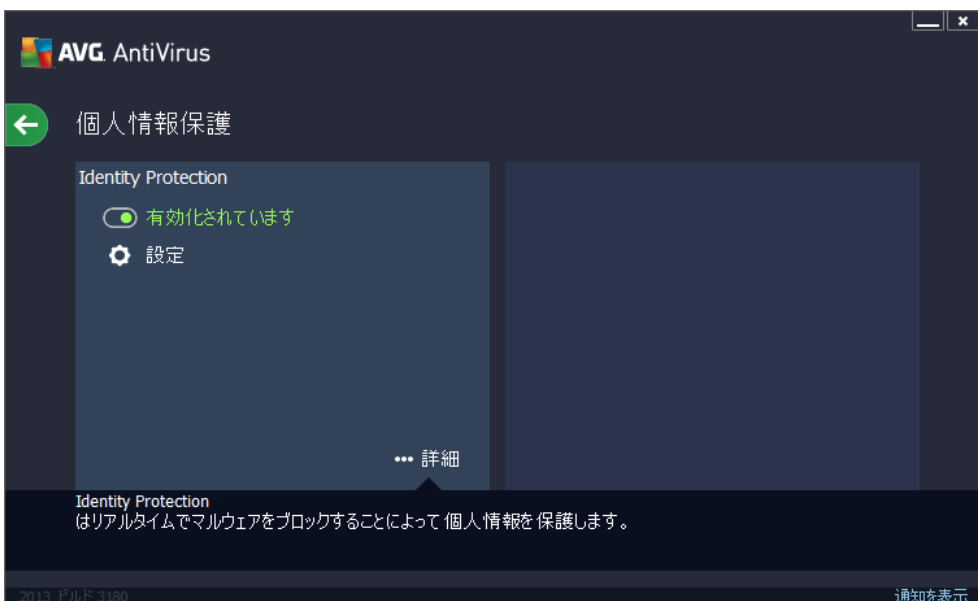 AVG. AntiVirus
個人情報保護
Identity Protection
有効化されています
設定
••• 詳細
Identity Protection
はリアルタイムでマルウェアをブロックすることによって個人情報を保護します。
2013 ビルド 3180
通知を表示